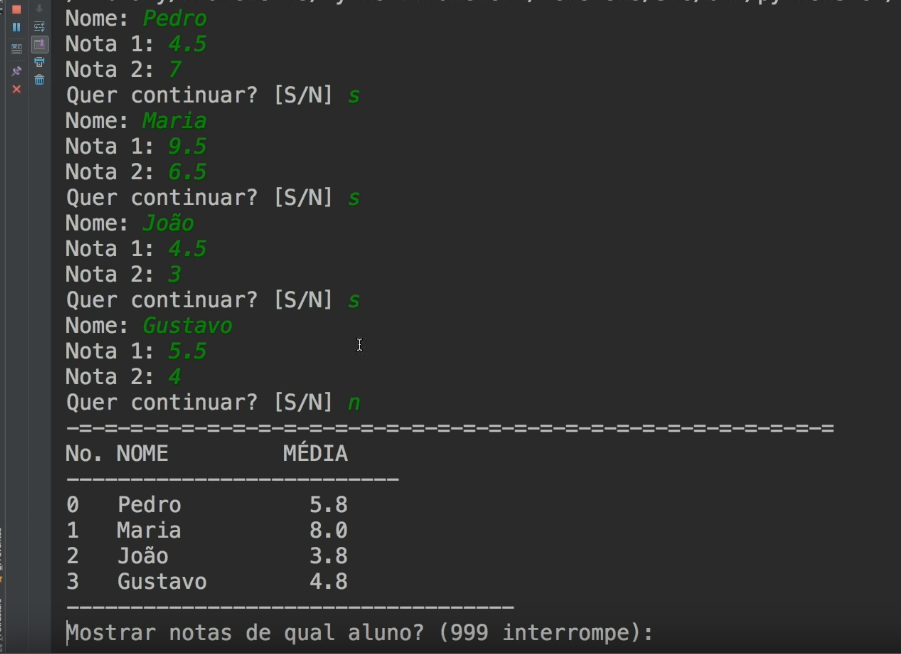 Nome: Pedro
Nota 1: 4.5
Nota 2: 7
Quer continuar? [S/N] s
Nome: Maria
Nota 1: 9.5
Nota 2: 6.5
Quer continuar? [S/N] s
Nome: João
Nota 1: 4.5
Nota 2: 3
Quer continuar? [S/N] s
Nome: Gustavo
Nota 1: 5.5
Nota 2: 4
Quer continuar? [S/N] n
-=-=-=-=-=-=-=-=-=-=-=-=-=-=-=-=-=-=-=-=-=-=-=-=-=-=-=-=-=-=
No. NOME         MÉDIA
--------------------------
0   Pedro          5.8
1   Maria          8.0
2   João           3.8
3   Gustavo        4.8
-----------------------------------
Mostrar notas de qual aluno? (999 interrompe):